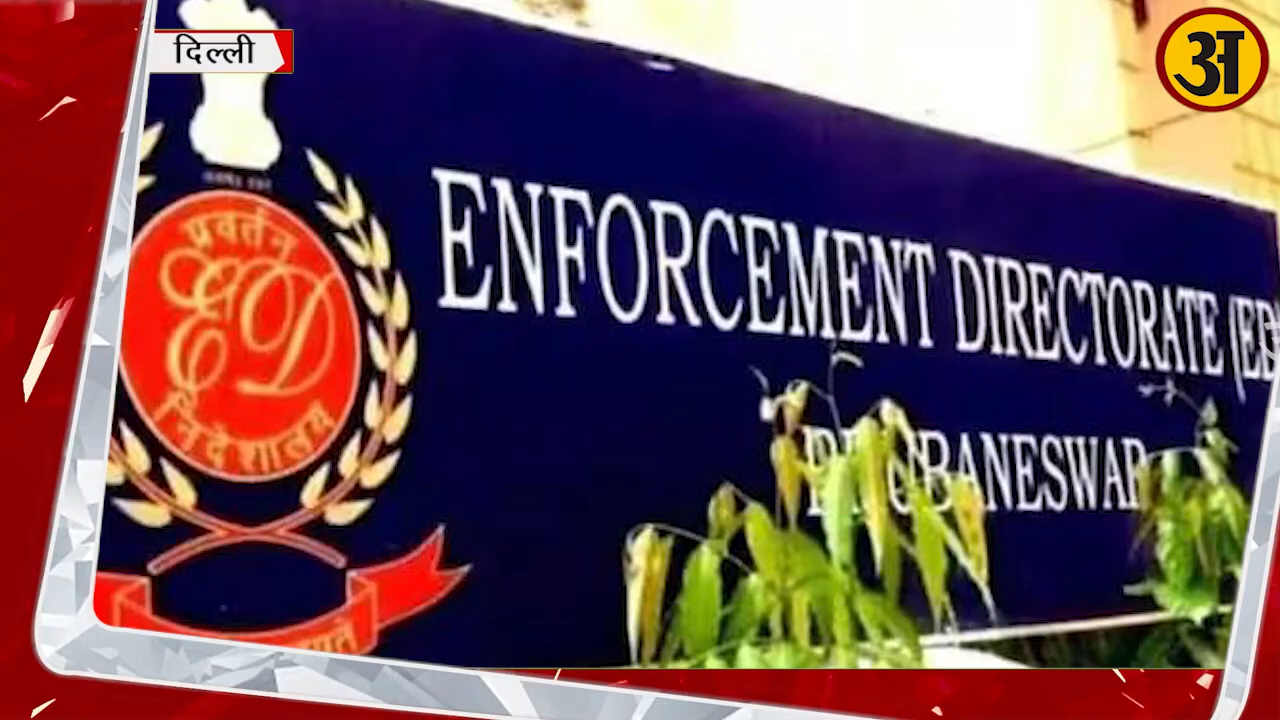 दिल्ली
अ
प्रवर्तन
ED
निदेशालय
ENFORCEMENT DIRECTORATE (ED
BHUBANESWAR